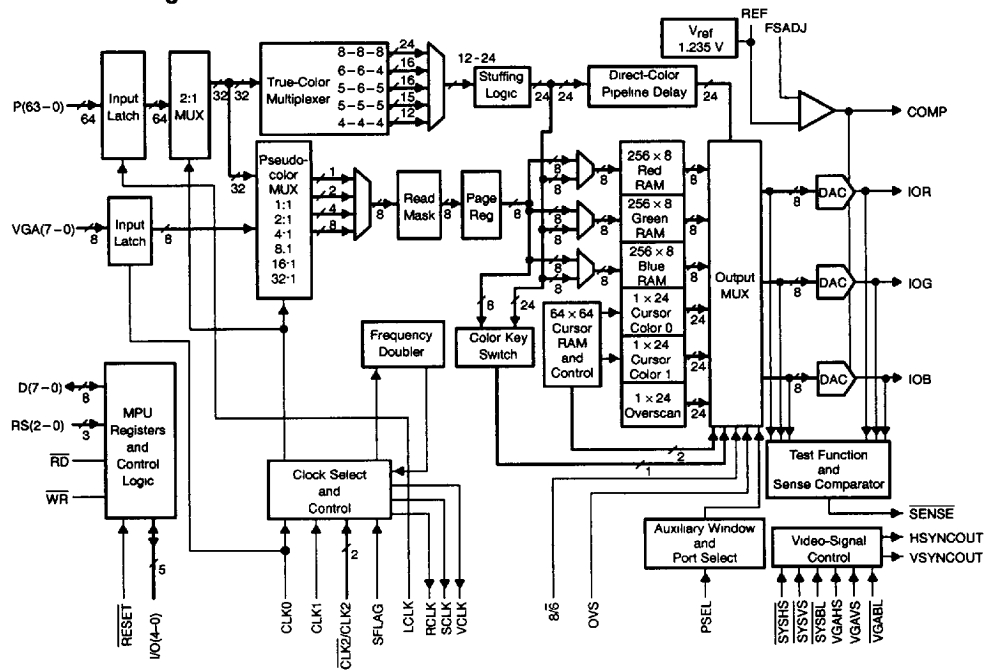 REF
FSADJ
Vref
1.235 V
8–8–8
24
6–6–4
16
5–6–5
16
5–5–5
15
4–4–4
12
True-Color
Multiplexer
12–24
Stuffing
Logic
24
24
Direct-Color
Pipeline Delay
24
COMP
P(63–0)
64
Input
Latch
64
2:1
MUX
32
32
32
Pseudo-
color
MUX
1:1
2:1
4·1
8.1
16·1
32·1
1
2
4
8
8
Read
Mask
8
Page
Reg
8
8
8
8
256 × 8
Red
RAM
8
8
8
8
256 × 8
Green
RAM
8
8
8
8
256 × 8
Blue
RAM
8
Output
MUX
8
DAC
IOR
8
DAC
IOG
8
DAC
IOB
VGA(7–0)
8
Input
Latch
8
8
24
Color Key
Switch
64 × 64
Cursor
RAM
and
Control
1 × 24
Cursor
Color 0
24
1 × 24
Cursor
Color 1
24
1 × 24
Overscan
24
Frequency
Doubler
D(7–0)
8
RS(2–0)
3
RD
WR
MPU
Registers
and
Control
Logic
Clock Select
and
Control
2
1
Test Function
and
Sense Comparator
SENSE
Auxiliary Window
and
Port Select
Video-Signal
Control
HSYNCOUT
VSYNCOUT
5
2
RESET
I/O(4–0)
CLK0
CLK1
CLK2/CLK2
SFLAG
LCLK
RCLK
SCLK
VCLK
8/6
OVS
PSEL
SYSHS
SYSVS
SYSBL
VGAHS
VGAVS
VGABL